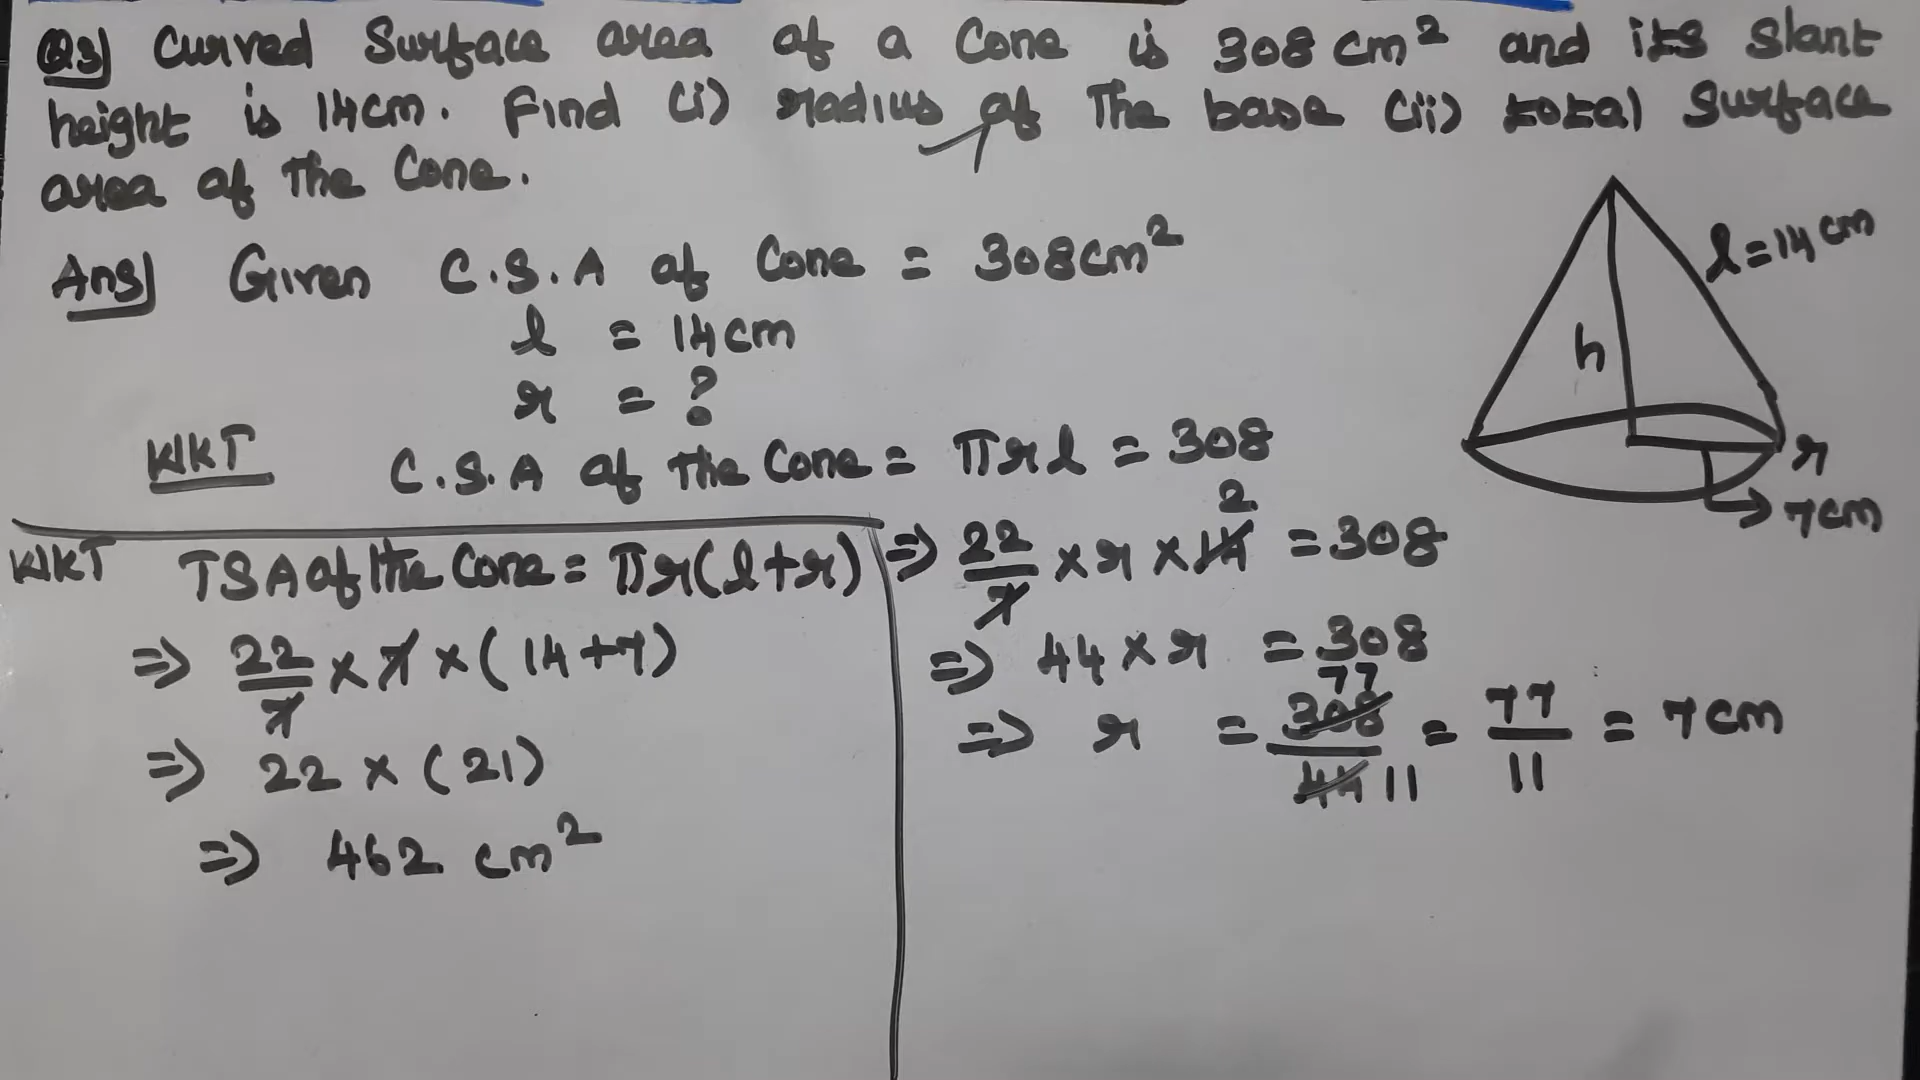 Q3) Curved Surface area of a Cone is 308 cm² and its slant
height is 14cm. Find (i) radius of The base (ii) total Surface
area of The Cone.
Ans) Given C.S.A of Cone = 308cm²
l = 14cm
r = ?
WKT C.S.A of The Cone = πrl = 308
⇒ 22/7 × r × 14 2 = 308
⇒ 44 × r = 308
⇒ r = 308 77/44 11 = 77/11 = 7cm
WKT TSA of the Cone = πr(l+r)
⇒ 22/7 × 7 × (14+7)
⇒ 22 × (21)
⇒ 462 cm²
l = 14 cm
h
r
→ 7cm